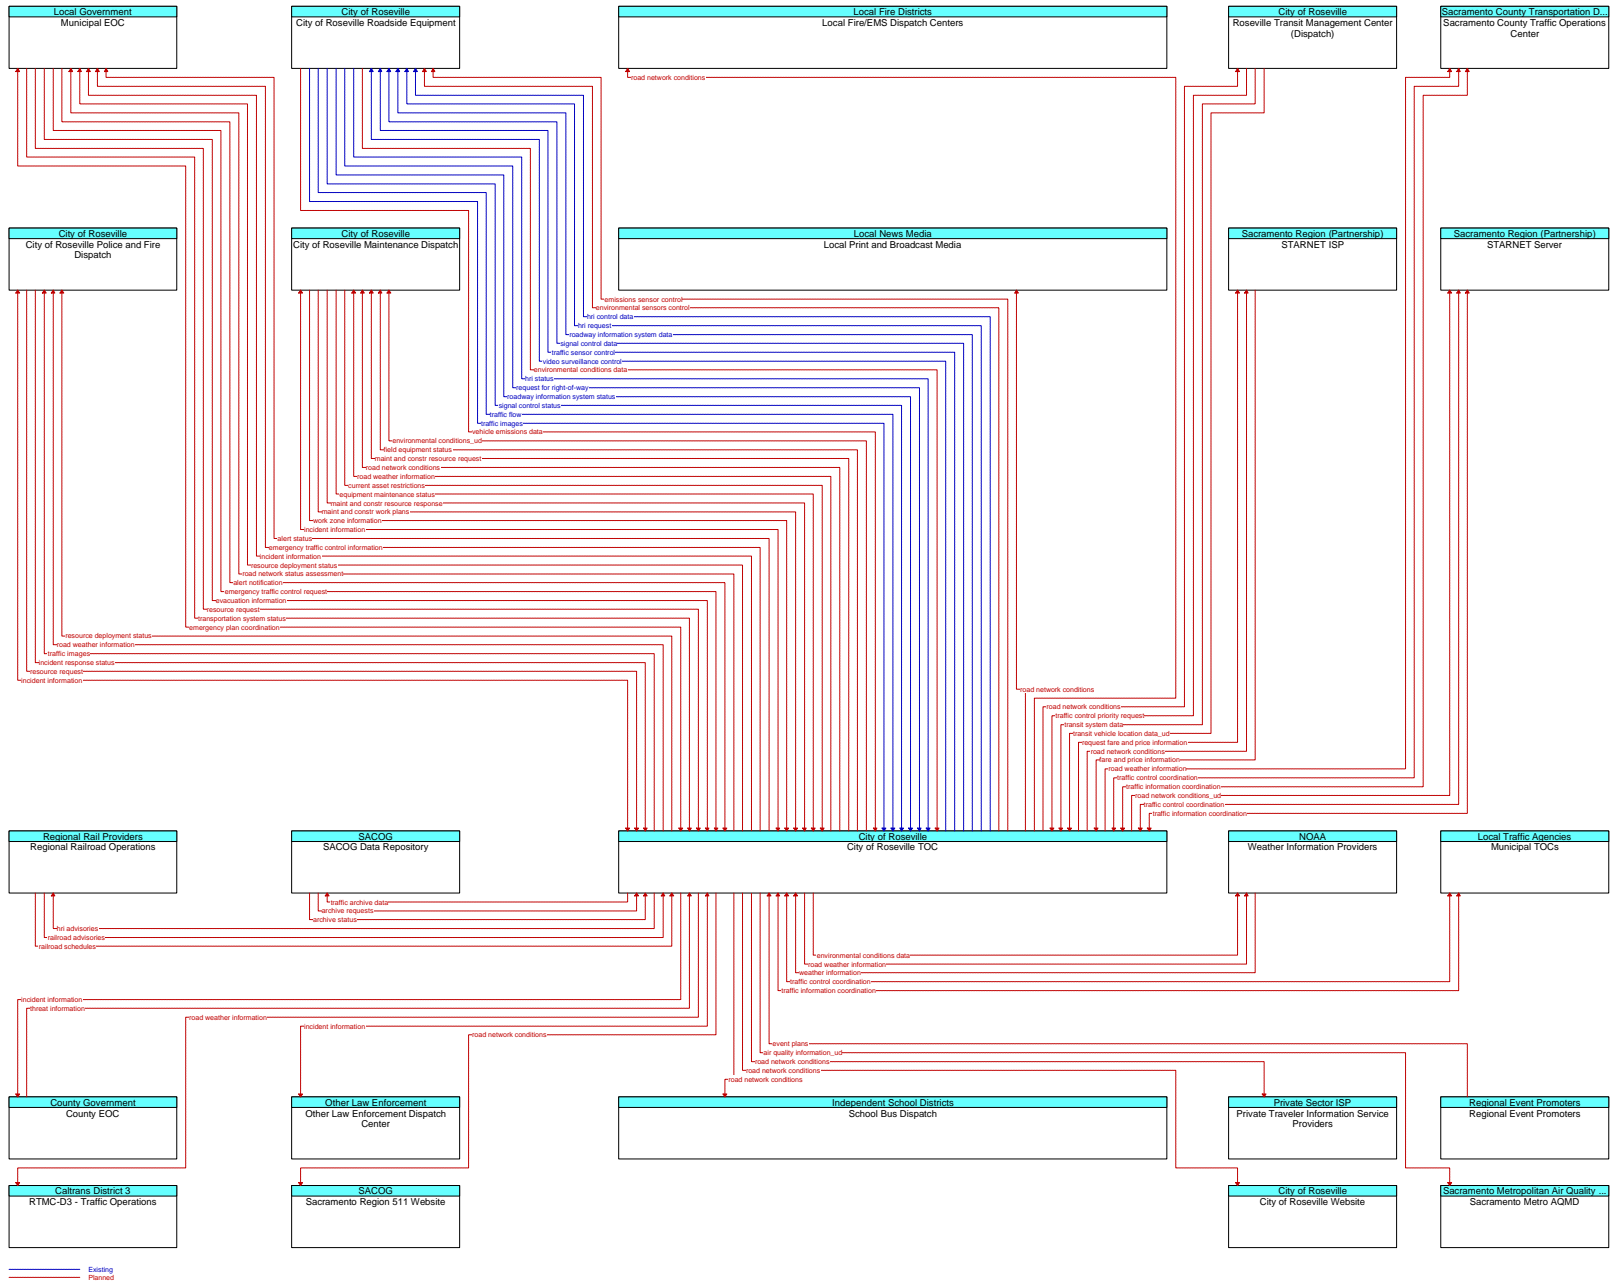 Local Government
Municipal EOC
City of Roseville
City of Roseville Roadside Equipment
Local Fire Districts
Local Fire/EMS Dispatch Centers
City of Roseville
Roseville Transit Management Center
(Dispatch)
Sacramento County Transportation D...
Sacramento County Traffic Operations
Center
road network conditions
City of Roseville
City of Roseville Police and Fire
Dispatch
City of Roseville
City of Roseville Maintenance Dispatch
Local News Media
Local Print and Broadcast Media
Sacramento Region (Partnership)
STARNET ISP
Sacramento Region (Partnership)
STARNET Server
emissions sensor control
environmental sensors control
hri control data
hri request
roadway information system data
signal control data
traffic sensor control
video surveillance control
environmental conditions data
hri status
request for right-of-way
roadway information system status
signal control status
traffic flow
traffic images
vehicle emissions data
environmental conditions_ud
field equipment status
maint and constr resource request
road network conditions
road weather information
current asset restrictions
equipment maintenance status
maint and constr resource response
maint and constr work plans
work zone information
incident information
alert status
emergency traffic control information
incident information
resource deployment status
road network status assessment
alert notification
emergency traffic control request
evacuation information
resource request
transportation system status
emergency plan coordination
resource deployment status
road weather information
traffic images
incident response status
resource request
incident information
road network conditions
road network conditions
traffic control priority request
transit system data
transit vehicle location data_ud
request fare and price information
road network conditions
fare and price information
road weather information
traffic control coordination
traffic information coordination
road network conditions_ud
traffic control coordination
traffic information coordination
Regional Rail Providers
Regional Railroad Operations
SACOG
SACOG Data Repository
City of Roseville
City of Roseville TOC
NOAA
Weather Information Providers
Local Traffic Agencies
Municipal TOCs
traffic archive data
archive requests
archive status
hri advisories
railroad advisories
railroad schedules
environmental conditions data
road weather information
weather information
traffic control coordination
traffic information coordination
incident information
threat information
road weather information
incident information
road network conditions
event plans
air quality information_ud
road network conditions
road network conditions
road network conditions
County Government
County EOC
Other Law Enforcement
Other Law Enforcement Dispatch
Center
Independent School Districts
School Bus Dispatch
Private Sector ISP
Private Traveler Information Service
Providers
Regional Event Promoters
Regional Event Promoters
Caltrans District 3
RTMC-D3 - Traffic Operations
SACOG
Sacramento Region 511 Website
City of Roseville
City of Roseville Website
Sacramento Metropolitan Air Quality ...
Sacramento Metro AQMD
Existing
Planned